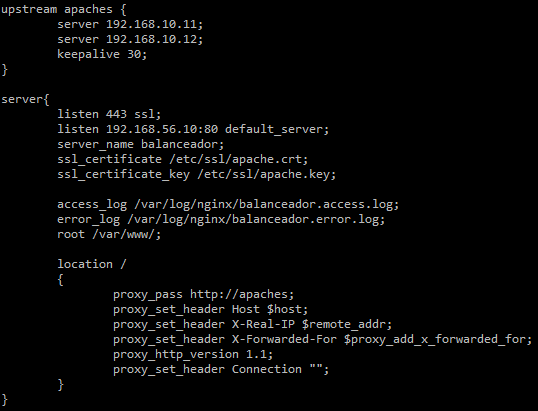 upstream apaches {
        server 192.168.10.11;
        server 192.168.10.12;
        keepalive 30;
}

server{
        listen 443 ssl;
        listen 192.168.56.10:80 default_server;
        server_name balanceador;
        ssl_certificate /etc/ssl/apache.crt;
        ssl_certificate_key /etc/ssl/apache.key;

        access_log /var/log/nginx/balanceador.access.log;
        error_log /var/log/nginx/balanceador.error.log;
        root /var/www/;

        location /
        {
                proxy_pass http://apaches;
                proxy_set_header Host $host;
                proxy_set_header X-Real-IP $remote_addr;
                proxy_set_header X-Forwarded-For $proxy_add_x_forwarded_for;
                proxy_http_version 1.1;
                proxy_set_header Connection "";
        }
}